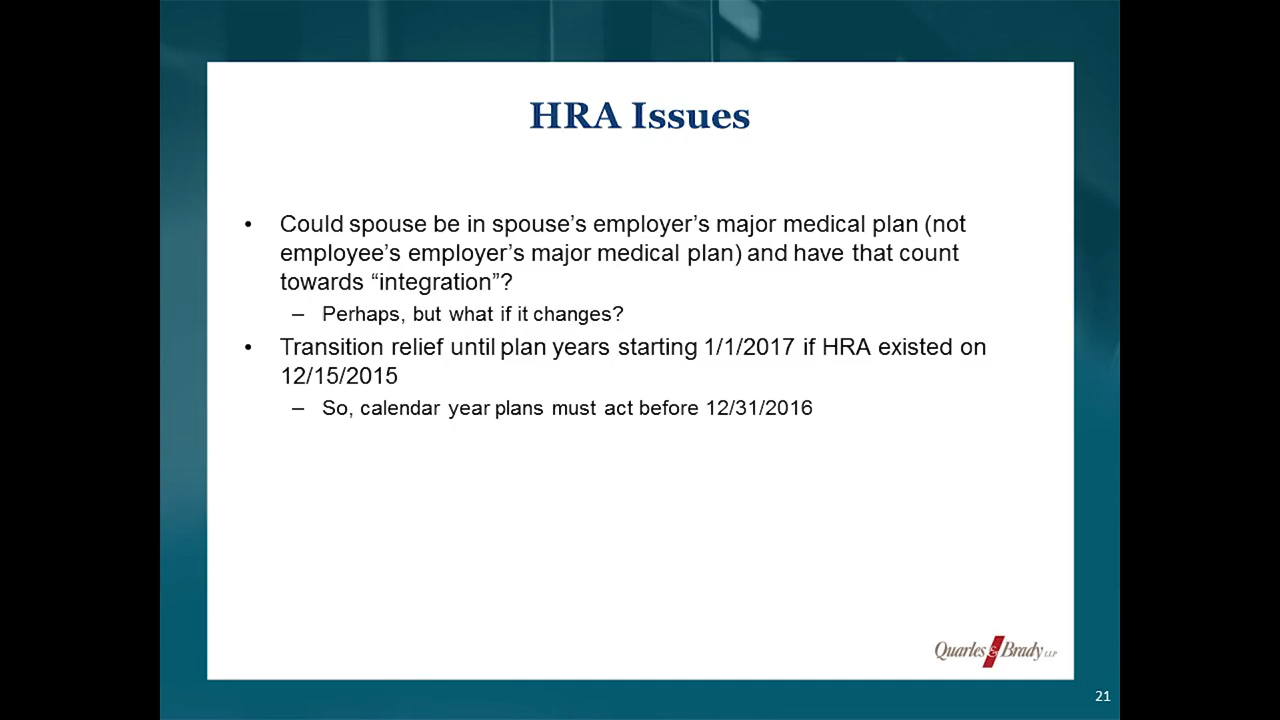 HRA Issues
• Could spouse be in spouse’s employer’s major medical plan (not
employee’s employer’s major medical plan) and have that count
towards “integration”?
– Perhaps, but what if it changes?
• Transition relief until plan years starting 1/1/2017 if HRA existed on
12/15/2015
– So, calendar year plans must act before 12/31/2016
Quarles & Brady LLP
21